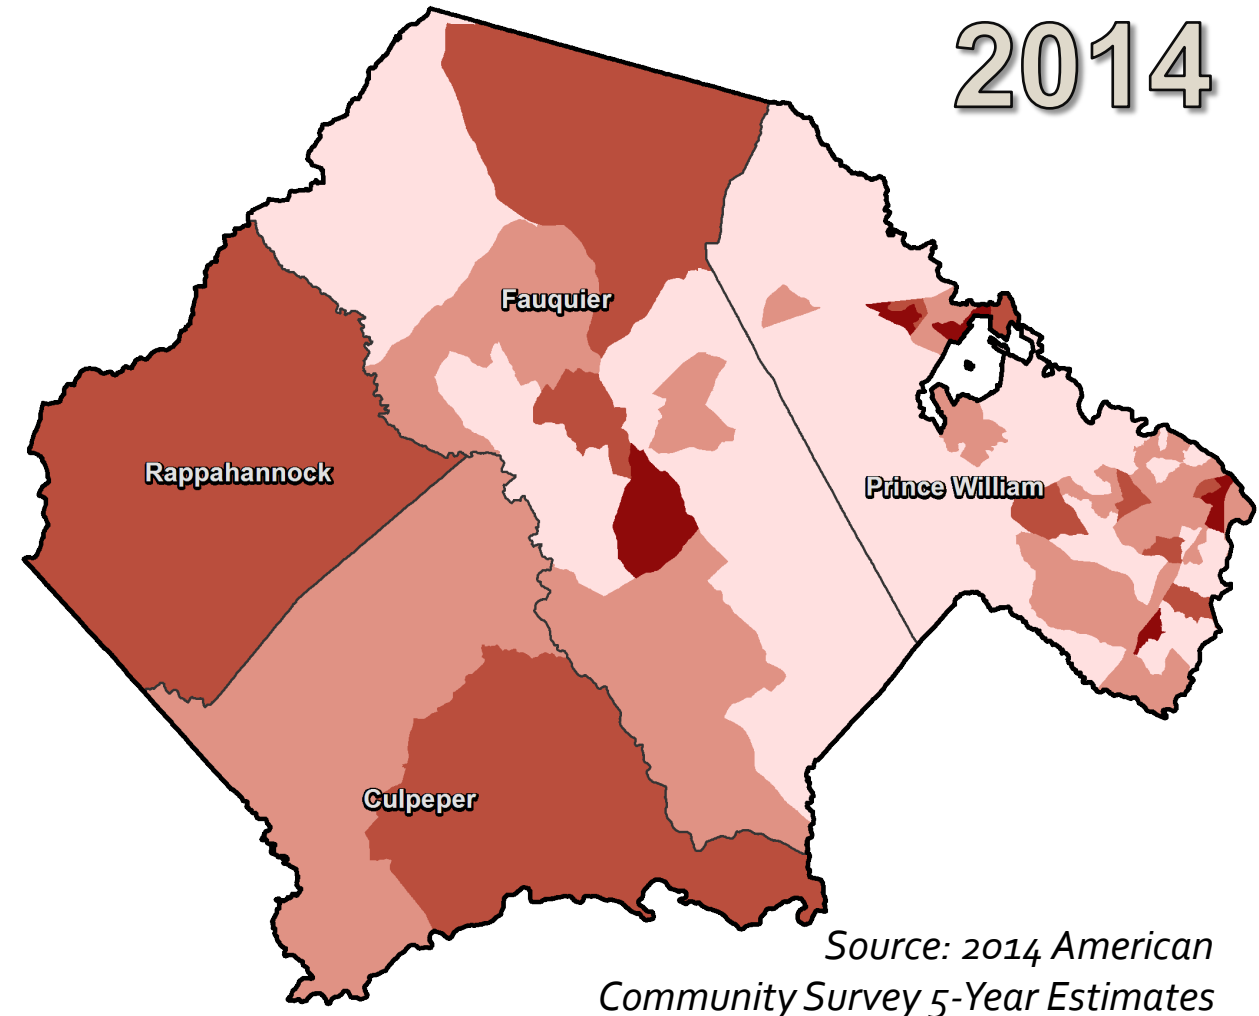 2014
Fauquier
Rappahannock
Prince William
Culpeper
Source: 2014 American
Community Survey 5-Year Estimates